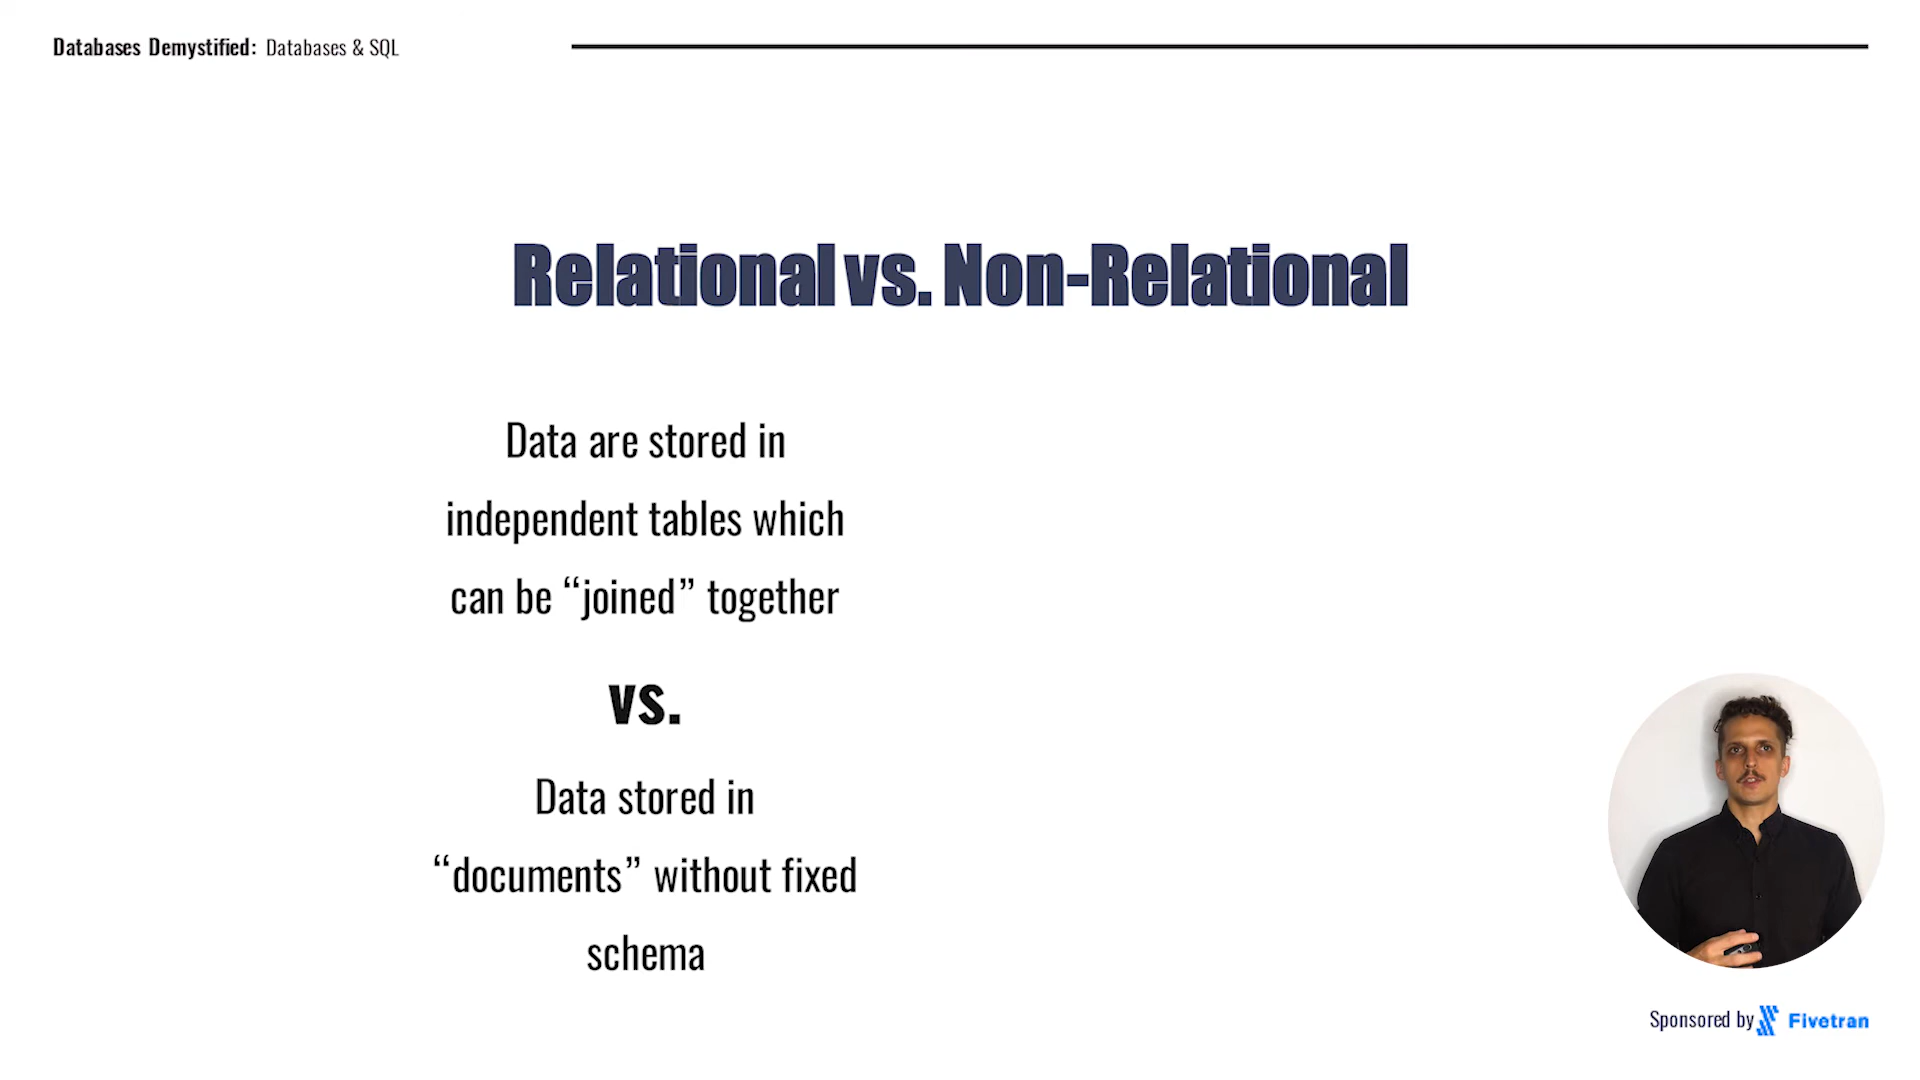 Databases Demystified: Databases & SQL
Relational vs. Non-Relational
Data are stored in
independent tables which
can be “joined” together
vs.
Data stored in
“documents” without fixed
schema
Sponsored by Fivetran